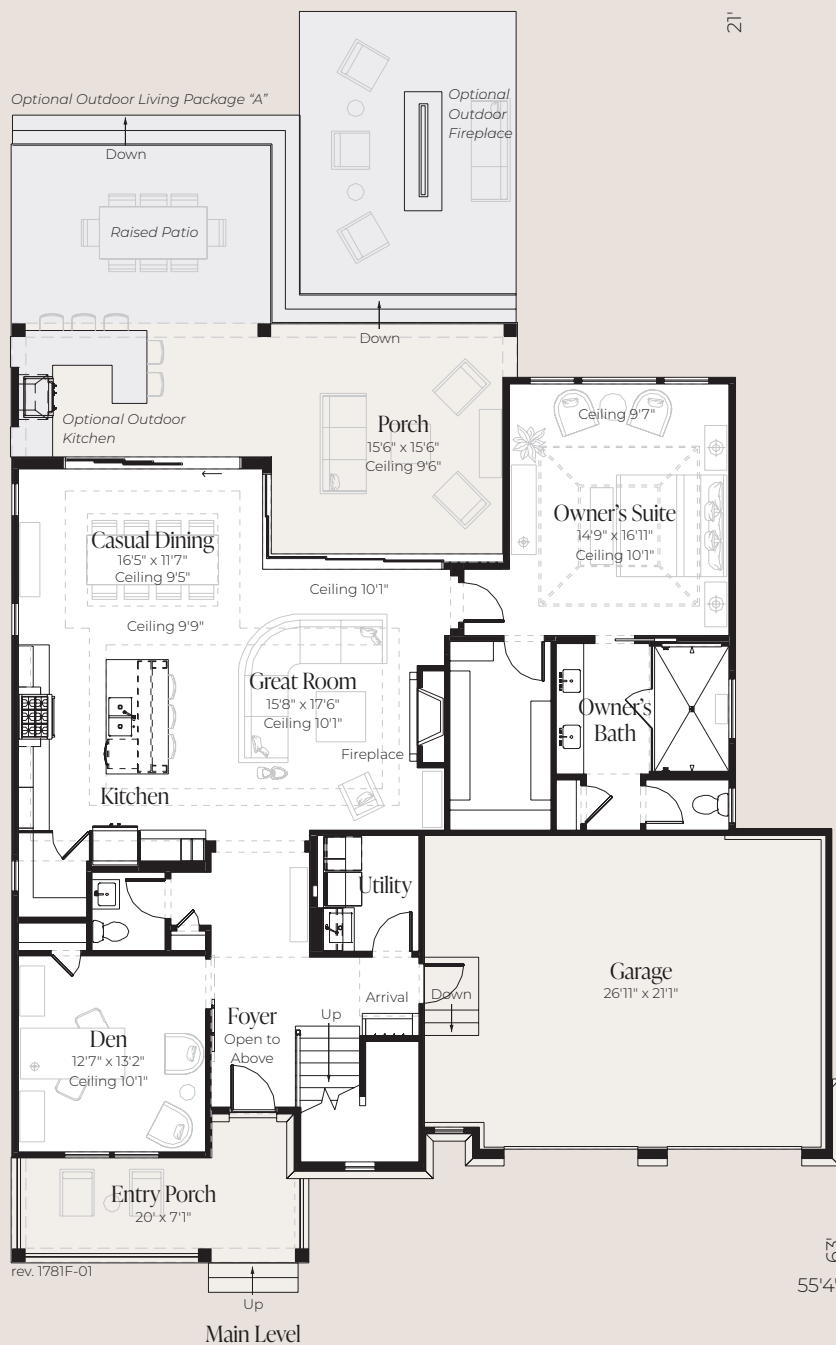 21'
Optional Outdoor Living Package “A”
Optional
Outdoor
Fireplace
Down
Raised Patio
Down
Optional Outdoor
Kitchen
Porch
15'6" x 15'6"
Ceiling 9'6"
Ceiling 9'7"
Owner's Suite
14'9" x 16'11"
Ceiling 10'1"
Casual Dining
16'5" x 11'7"
Ceiling 9'5"
Ceiling 10'1"
Ceiling 9'9"
Great Room
15'8" x 17'6"
Ceiling 10'1"
Fireplace
Owner's
Bath
Kitchen
Utility
Garage
26'11" x 21'1"
Arrival
Down
Foyer
Open to
Above
Up
Den
12'7" x 13'2"
Ceiling 10'1"
Entry Porch
20' x 7'1"
rev. 1781F-01
Up
63'
55'4"
Main Level